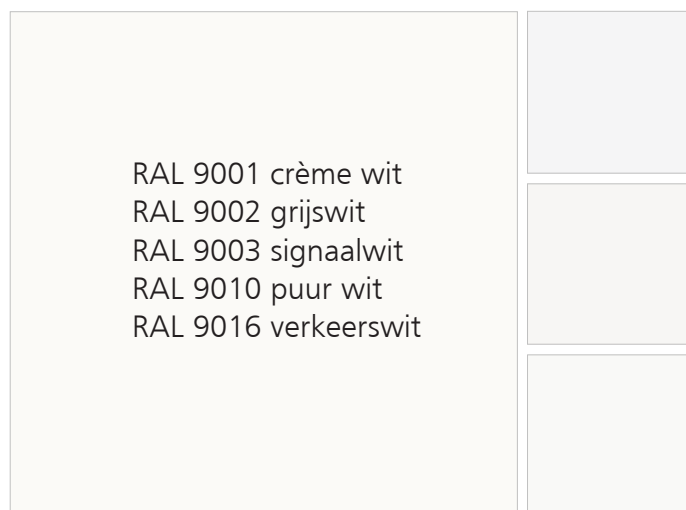 RAL 9001 crème wit
RAL 9002 grijswit
RAL 9003 signaalwit
RAL 9010 puur wit
RAL 9016 verkeerswit